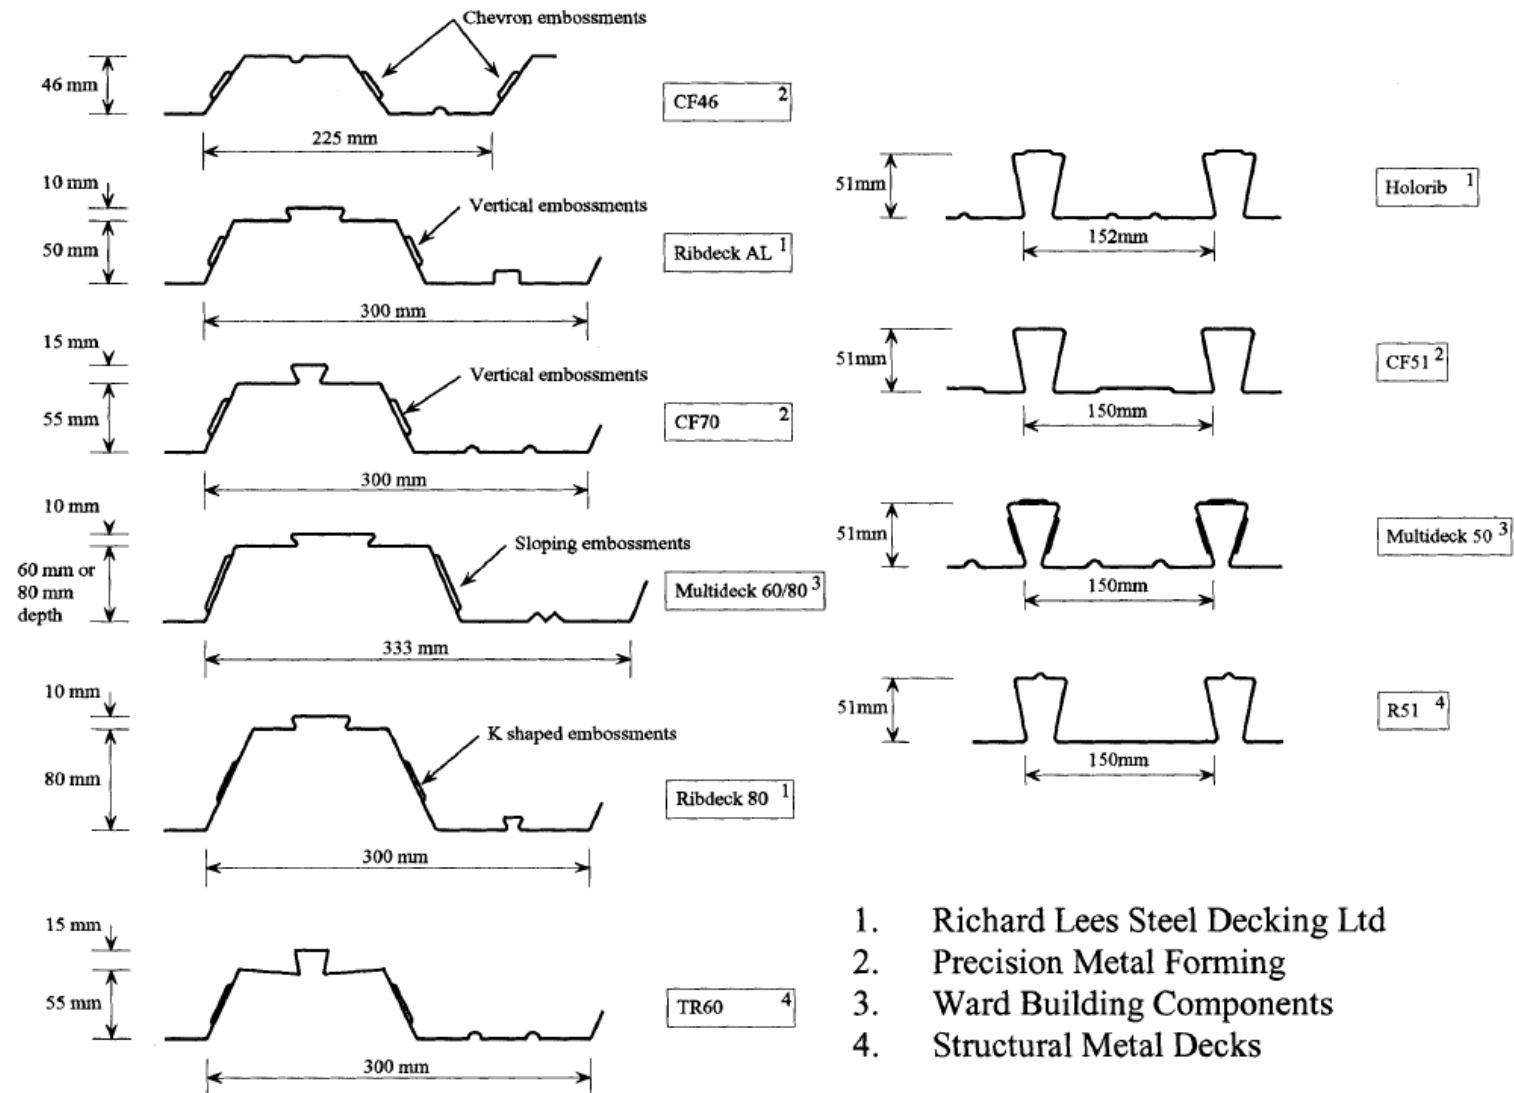 Chevron embossments
46 mm
CF46 2
225 mm
10 mm
Vertical embossments
50 mm
Ribdeck AL 1
300 mm
15 mm
Vertical embossments
55 mm
CF70 2
300 mm
10 mm
Sloping embossments
60 mm or
80 mm
depth
Multideck 60/80 3
333 mm
10 mm
K shaped embossments
80 mm
Ribdeck 80 1
300 mm
15 mm
55 mm
TR60 4
300 mm
51mm
Holorib 1
152mm
51mm
CF51 2
150mm
51mm
Multideck 50 3
150mm
51mm
R51 4
150mm
1. Richard Lees Steel Decking Ltd
2. Precision Metal Forming
3. Ward Building Components
4. Structural Metal Decks